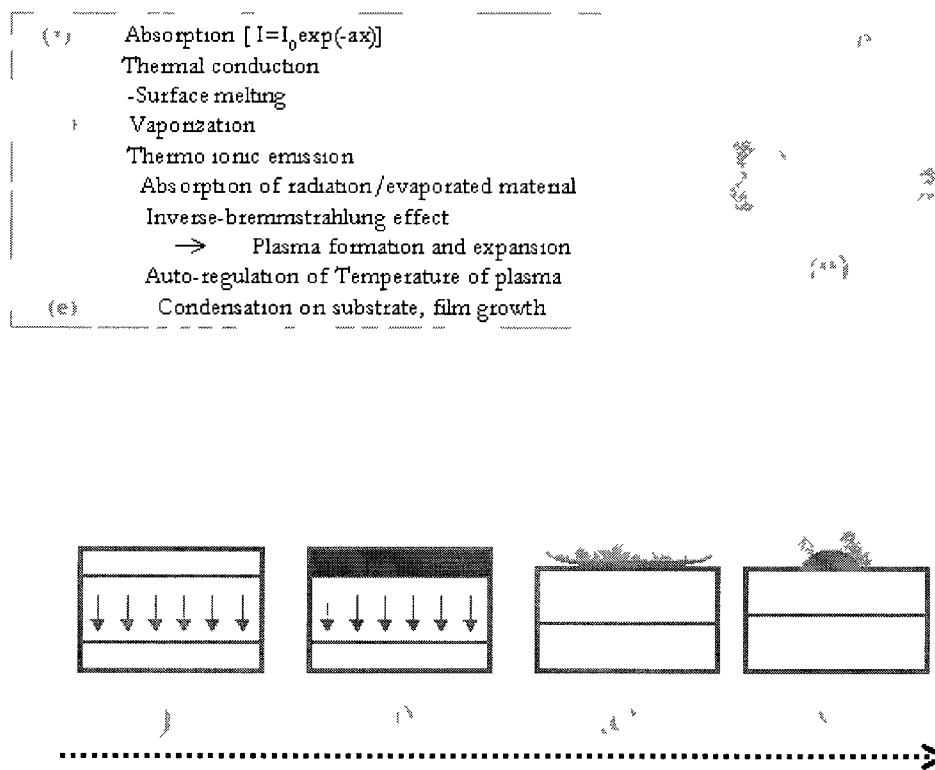 Absorption [ I=I₀exp(-ax)]
Thermal conduction
-Surface melting
Vaporization
Thermo ionic emission
Absorption of radiation/evaporated material
Inverse-bremmstrahlung effect
→ Plasma formation and expansion
Auto-regulation of Temperature of plasma
(e) Condensation on substrate, film growth